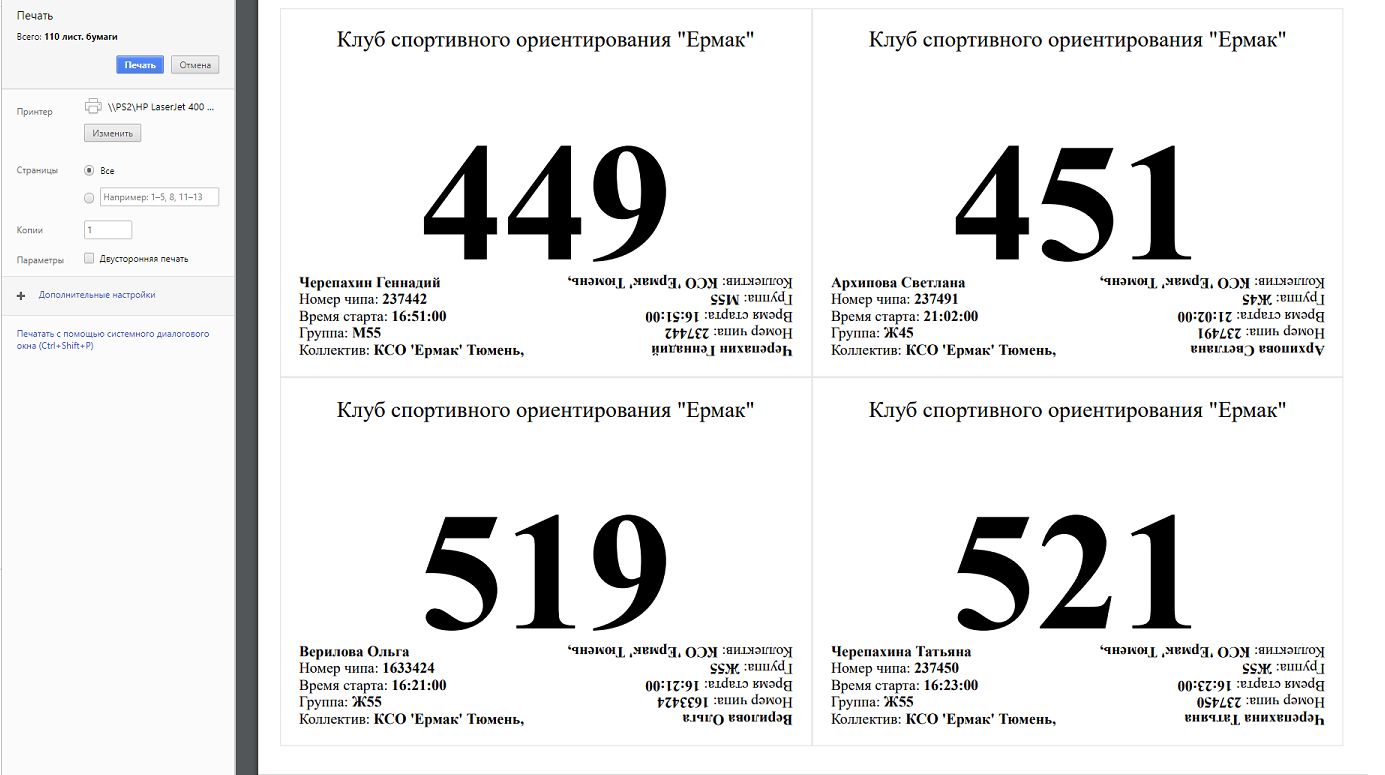 Печать
Всего: 110 лист. бумаги
Печать
Отмена
Принтер
\\PS2\HP LaserJet 400 ...
Изменить
Страницы
Все
Например: 1–5, 8, 11–13
Копии
1
Параметры
Двусторонняя печать
Дополнительные настройки
Печатать с помощью системного диалогового
окна (Ctrl+Shift+P)
Клуб спортивного ориентирования "Ермак"
449
Черепахин Геннадий
Номер чипа: 237442
Время старта: 16:51:00
Группа: М55
Коллектив: КСО 'Ермак' Тюмень,
Черепахин Геннадий
Номер чипа: 237442
Время старта: 16:51:00
Группа: М55
Коллектив: КСО 'Ермак' Тюмень,
Клуб спортивного ориентирования "Ермак"
451
Архипова Светлана
Номер чипа: 237491
Время старта: 21:02:00
Группа: Ж45
Коллектив: КСО 'Ермак' Тюмень,
Архипова Светлана
Номер чипа: 237491
Время старта: 21:02:00
Группа: Ж45
Коллектив: КСО 'Ермак' Тюмень,
Клуб спортивного ориентирования "Ермак"
519
Верилова Ольга
Номер чипа: 1633424
Время старта: 16:21:00
Группа: Ж55
Коллектив: КСО 'Ермак' Тюмень,
Верилова Ольга
Номер чипа: 1633424
Время старта: 16:21:00
Группа: Ж55
Коллектив: КСО 'Ермак' Тюмень,
Клуб спортивного ориентирования "Ермак"
521
Черепахина Татьяна
Номер чипа: 237450
Время старта: 16:23:00
Группа: Ж55
Коллектив: КСО 'Ермак' Тюмень,
Черепахина Татьяна
Номер чипа: 237450
Время старта: 16:23:00
Группа: Ж55
Коллектив: КСО 'Ермак' Тюмень,